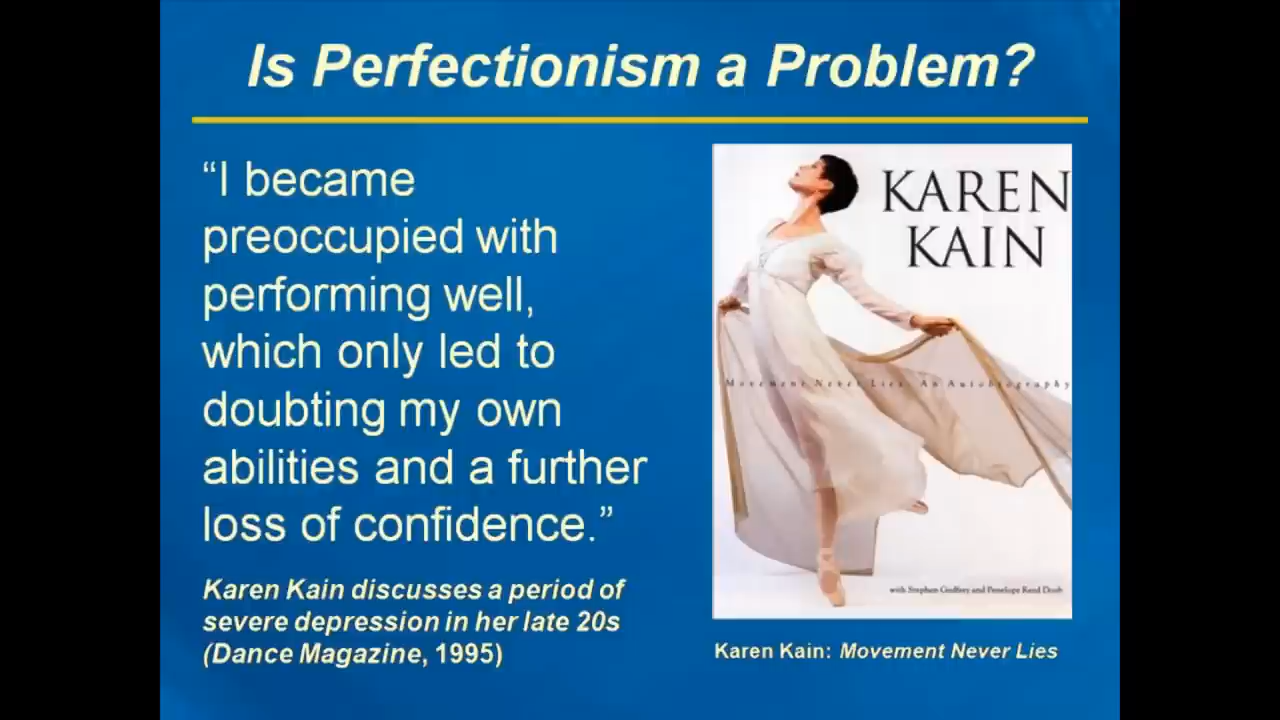 Is Perfectionism a Problem?
“I became
preoccupied with
performing well,
which only led to
doubting my own
abilities and a further
loss of confidence.”
Karen Kain discusses a period of
severe depression in her late 20s
(Dance Magazine, 1995)
KAREN
KAIN
Movement Never Lies: An Autobiography
with Stephen Godfrey and Penelope Reed Doob
Karen Kain: Movement Never Lies